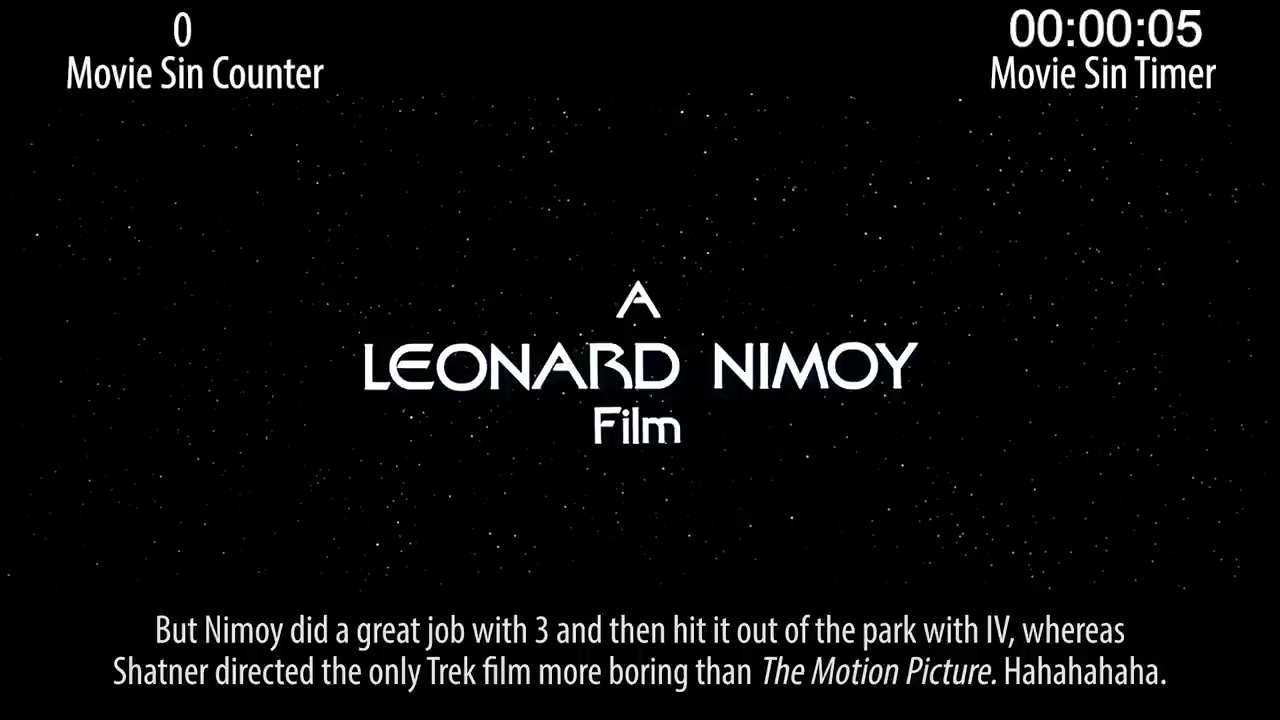 0
Movie Sin Counter
00:00:05
Movie Sin Timer
A
LEONARD NIMOY
Film
But Nimoy did a great job with 3 and then hit it out of the park with IV, whereas
Shatner directed the only Trek film more boring than The Motion Picture. Hahahahaha.